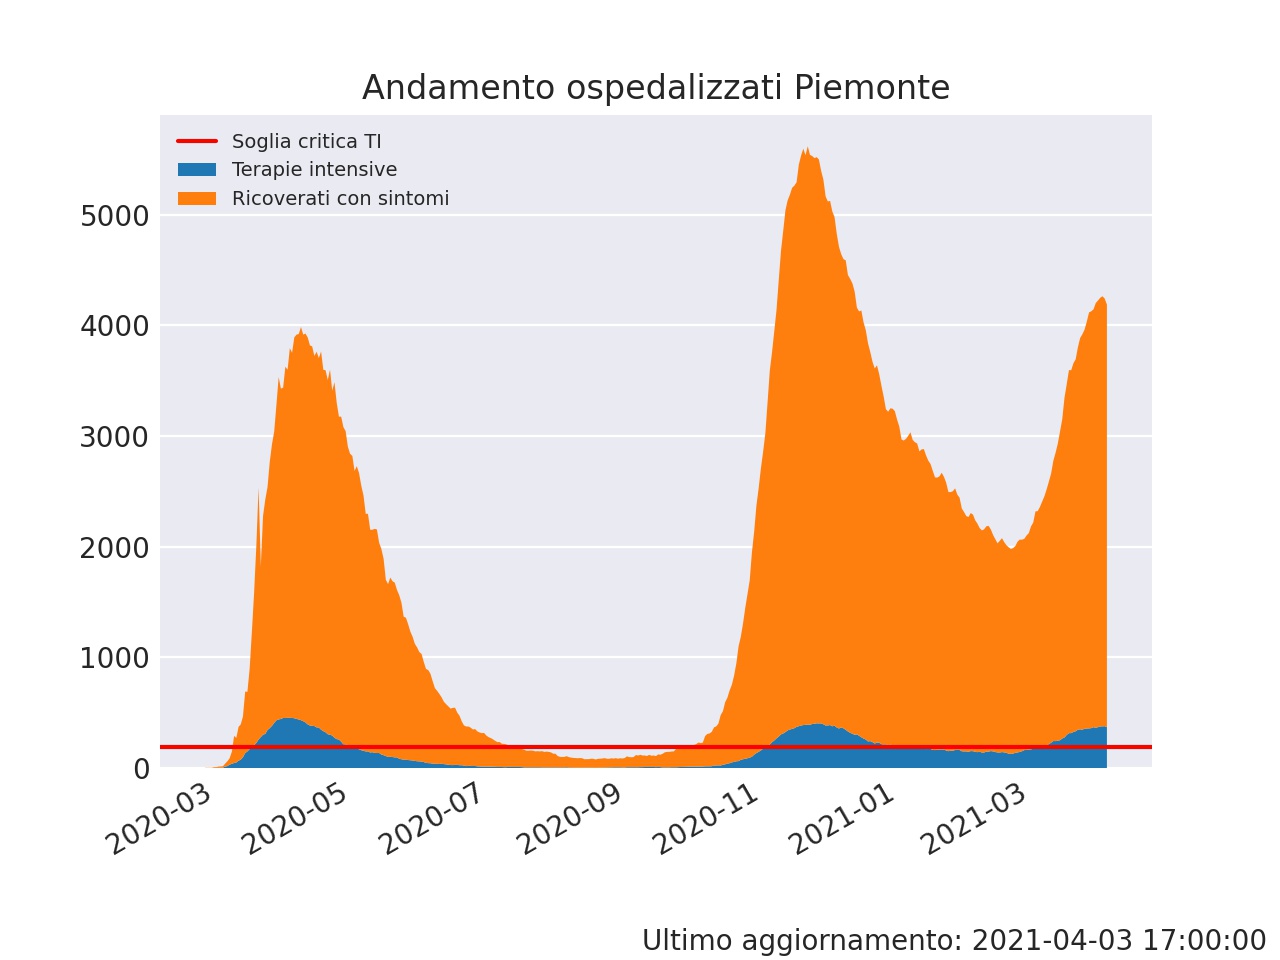 Andamento ospedalizzati Piemonte
Soglia critica TI
Terapie intensive
Ricoverati con sintomi
5000
4000
3000
2000
1000
0
2020-03
2020-05
2020-07
2020-09
2020-11
2021-01
2021-03
Ultimo aggiornamento: 2021-04-03 17:00:00